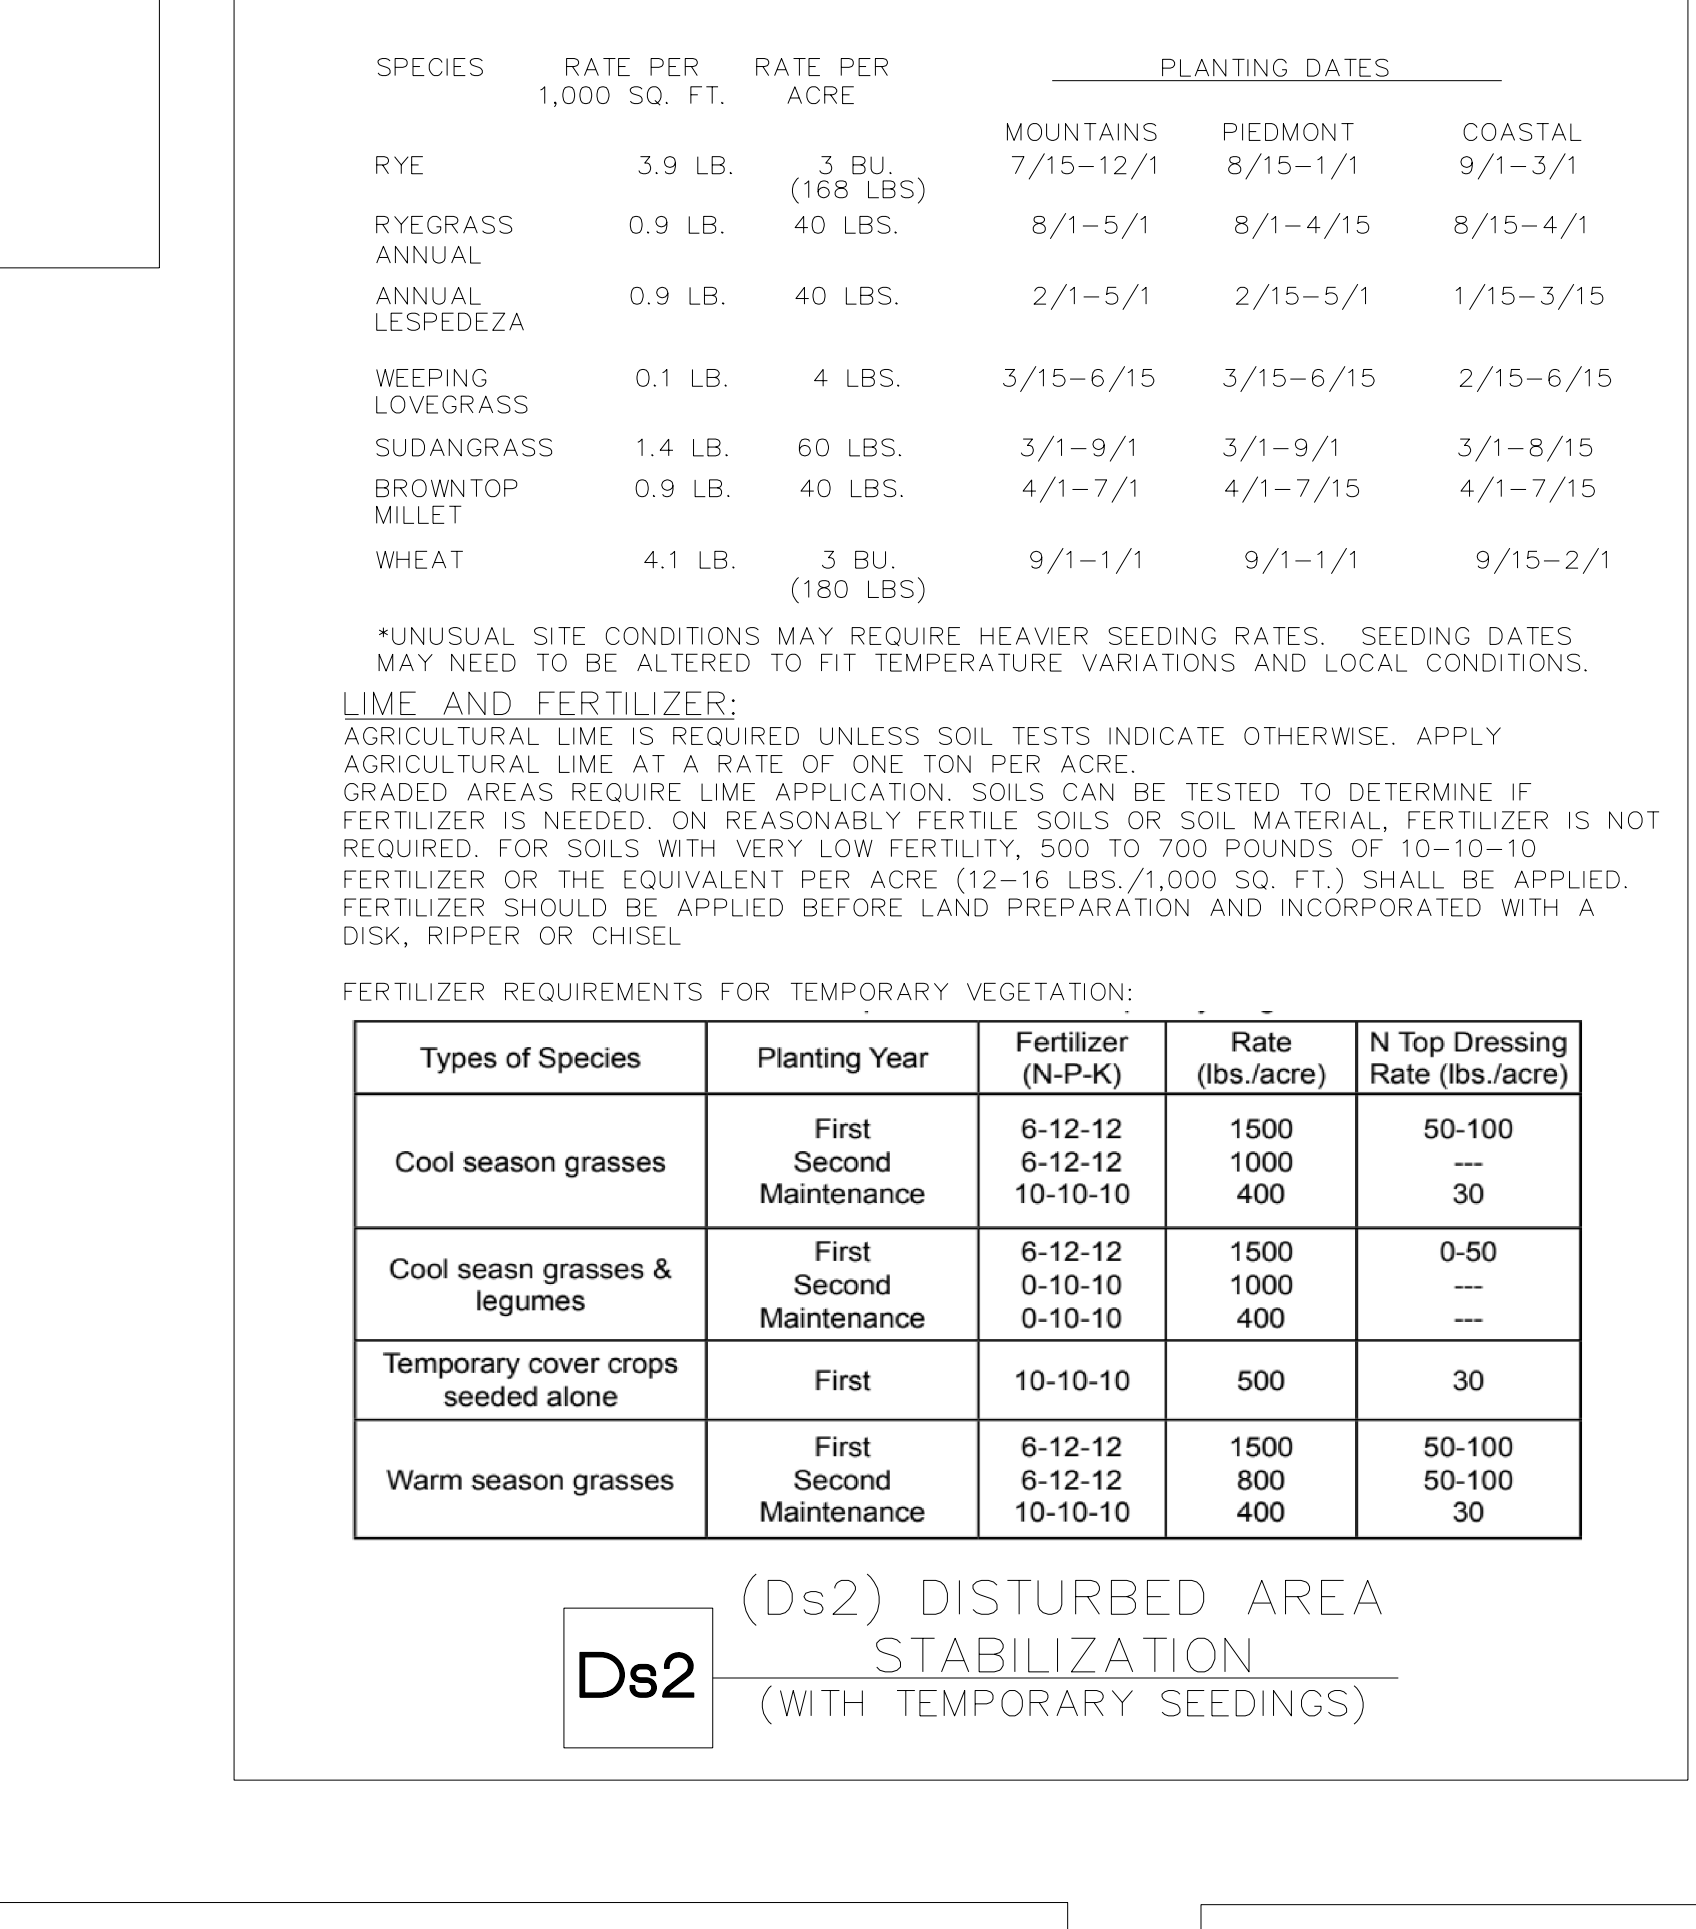 SPECIES RATE PER RATE PER PLANTING DATES
1,000 SQ. FT. ACRE
MOUNTAINS PIEDMONT COASTAL
RYE 3.9 LB. 3 BU. 7/15-12/1 8/15-1/1 9/1-3/1
(168 LBS)
RYEGRASS 0.9 LB. 40 LBS. 8/1-5/1 8/1-4/15 8/15-4/1
ANNUAL
ANNUAL 0.9 LB. 40 LBS. 2/1-5/1 2/15-5/1 1/15-3/15
LESPEDEZA
WEEPING 0.1 LB. 4 LBS. 3/15-6/15 3/15-6/15 2/15-6/15
LOVEGRASS
SUDANGRASS 1.4 LB. 60 LBS. 3/1-9/1 3/1-9/1 3/1-8/15
BROWNTOP 0.9 LB. 40 LBS. 4/1-7/1 4/1-7/15 4/1-7/15
MILLET
WHEAT 4.1 LB. 3 BU. 9/1-1/1 9/1-1/1 9/15-2/1
(180 LBS)
*UNUSUAL SITE CONDITIONS MAY REQUIRE HEAVIER SEEDING RATES. SEEDING DATES
MAY NEED TO BE ALTERED TO FIT TEMPERATURE VARIATIONS AND LOCAL CONDITIONS.
LIME AND FERTILIZER:
AGRICULTURAL LIME IS REQUIRED UNLESS SOIL TESTS INDICATE OTHERWISE. APPLY
AGRICULTURAL LIME AT A RATE OF ONE TON PER ACRE.
GRADED AREAS REQUIRE LIME APPLICATION. SOILS CAN BE TESTED TO DETERMINE IF
FERTILIZER IS NEEDED. ON REASONABLY FERTILE SOILS OR SOIL MATERIAL, FERTILIZER IS NOT
REQUIRED. FOR SOILS WITH VERY LOW FERTILITY, 500 TO 700 POUNDS OF 10-10-10
FERTILIZER OR THE EQUIVALENT PER ACRE (12-16 LBS./1,000 SQ. FT.) SHALL BE APPLIED.
FERTILIZER SHOULD BE APPLIED BEFORE LAND PREPARATION AND INCORPORATED WITH A
DISK, RIPPER OR CHISEL
FERTILIZER REQUIREMENTS FOR TEMPORARY VEGETATION:
Types of Species Planting Year Fertilizer (N-P-K) Rate (lbs./acre) N Top Dressing Rate (lbs./acre)
Cool season grasses
First 6-12-12 1500 50-100
Second 6-12-12 1000 ---
Maintenance 10-10-10 400 30
Cool seasn grasses &
legumes
First 6-12-12 1500 0-50
Second 0-10-10 1000 ---
Maintenance 0-10-10 400 ---
Temporary cover crops
seeded alone
First 10-10-10 500 30
Warm season grasses
First 6-12-12 1500 50-100
Second 6-12-12 800 50-100
Maintenance 10-10-10 400 30
Ds2
(Ds2) DISTURBED AREA
STABILIZATION
(WITH TEMPORARY SEEDINGS)